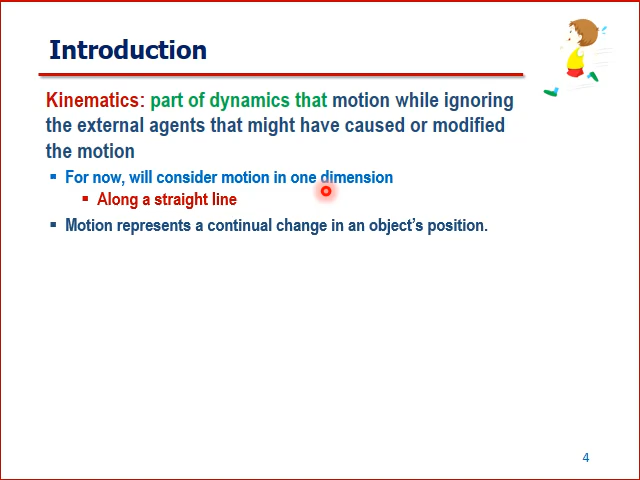 Introduction
Kinematics: part of dynamics that motion while ignoring
the external agents that might have caused or modified
the motion
▪ For now, will consider motion in one dimension
▪ Along a straight line
▪ Motion represents a continual change in an object’s position.
4